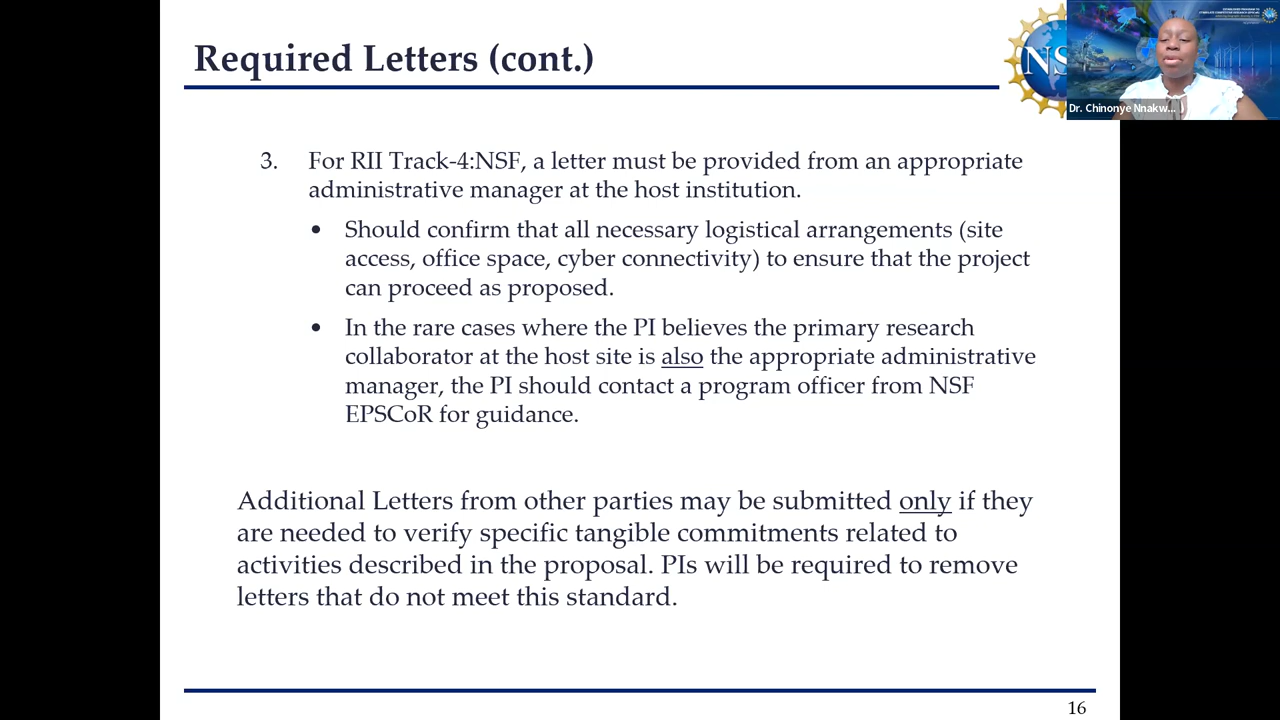 Required Letters (cont.)
NS
Dr. Chinonye Nnakw...
3. For RII Track-4:NSF, a letter must be provided from an appropriate
administrative manager at the host institution.
• Should confirm that all necessary logistical arrangements (site
access, office space, cyber connectivity) to ensure that the project
can proceed as proposed.
• In the rare cases where the PI believes the primary research
collaborator at the host site is also the appropriate administrative
manager, the PI should contact a program officer from NSF
EPSCoR for guidance.
Additional Letters from other parties may be submitted only if they
are needed to verify specific tangible commitments related to
activities described in the proposal. PIs will be required to remove
letters that do not meet this standard.
16